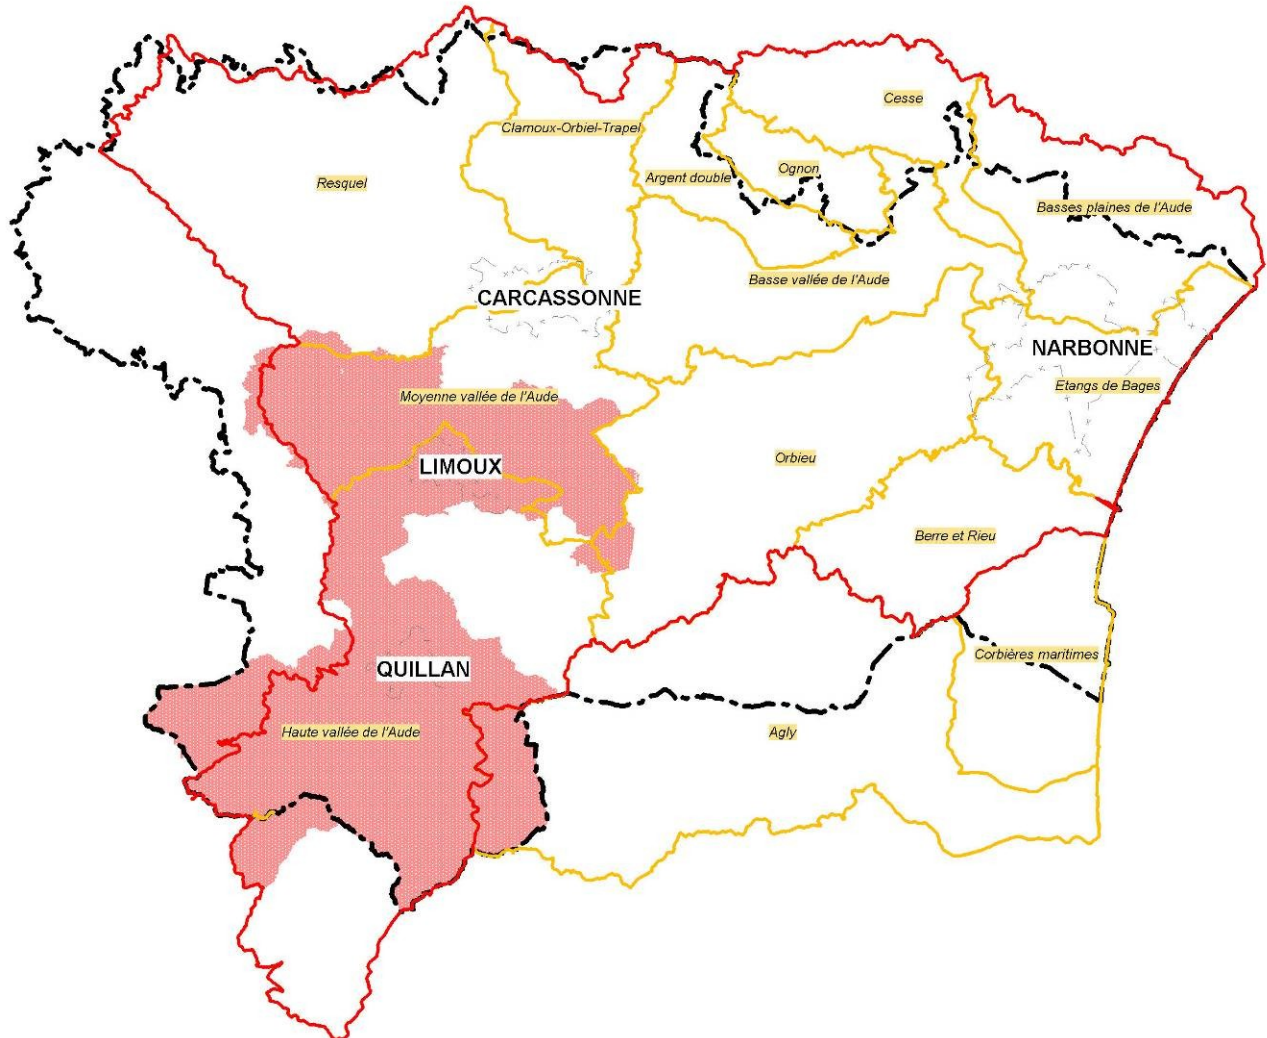 Cesse
Clamoux-Orbiel-Trapel
Ognon
Argent double
Resquel
Basses plaines de l'Aude
Basse vallée de l'Aude
CARCASSONNE
NARBONNE
Etangs de Bages
Moyenne vallée de l'Aude
Orbieu
LIMOUX
Berre et Rieu
Corbières maritimes
QUILLAN
Haute vallée de l'Aude
Agly